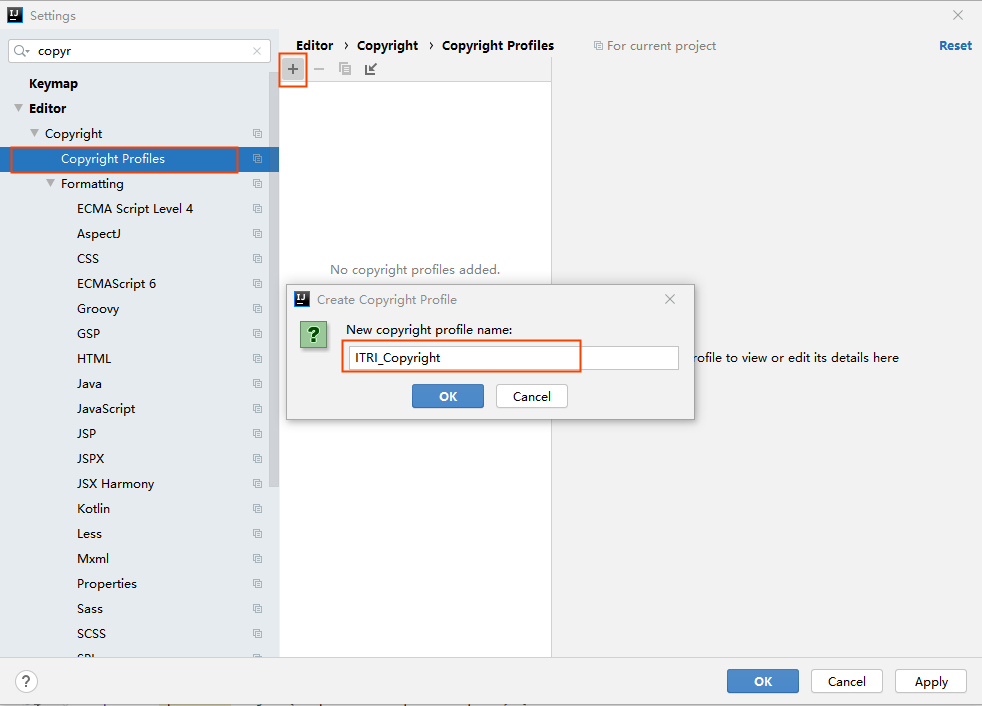 Settings
copyr
Editor › Copyright › Copyright Profiles
For current project
Reset
Keymap
Editor
Copyright
Copyright Profiles
Formatting
ECMA Script Level 4
AspectJ
CSS
ECMAScript 6
Groovy
GSP
HTML
Java
JavaScript
JSP
JSPX
JSX Harmony
Kotlin
Less
Mxml
Properties
Sass
SCSS
No copyright profiles added.
Create Copyright Profile
New copyright profile name:
ITRI_Copyright
OK
Cancel
rofile to view or edit its details here
?
OK
Cancel
Apply